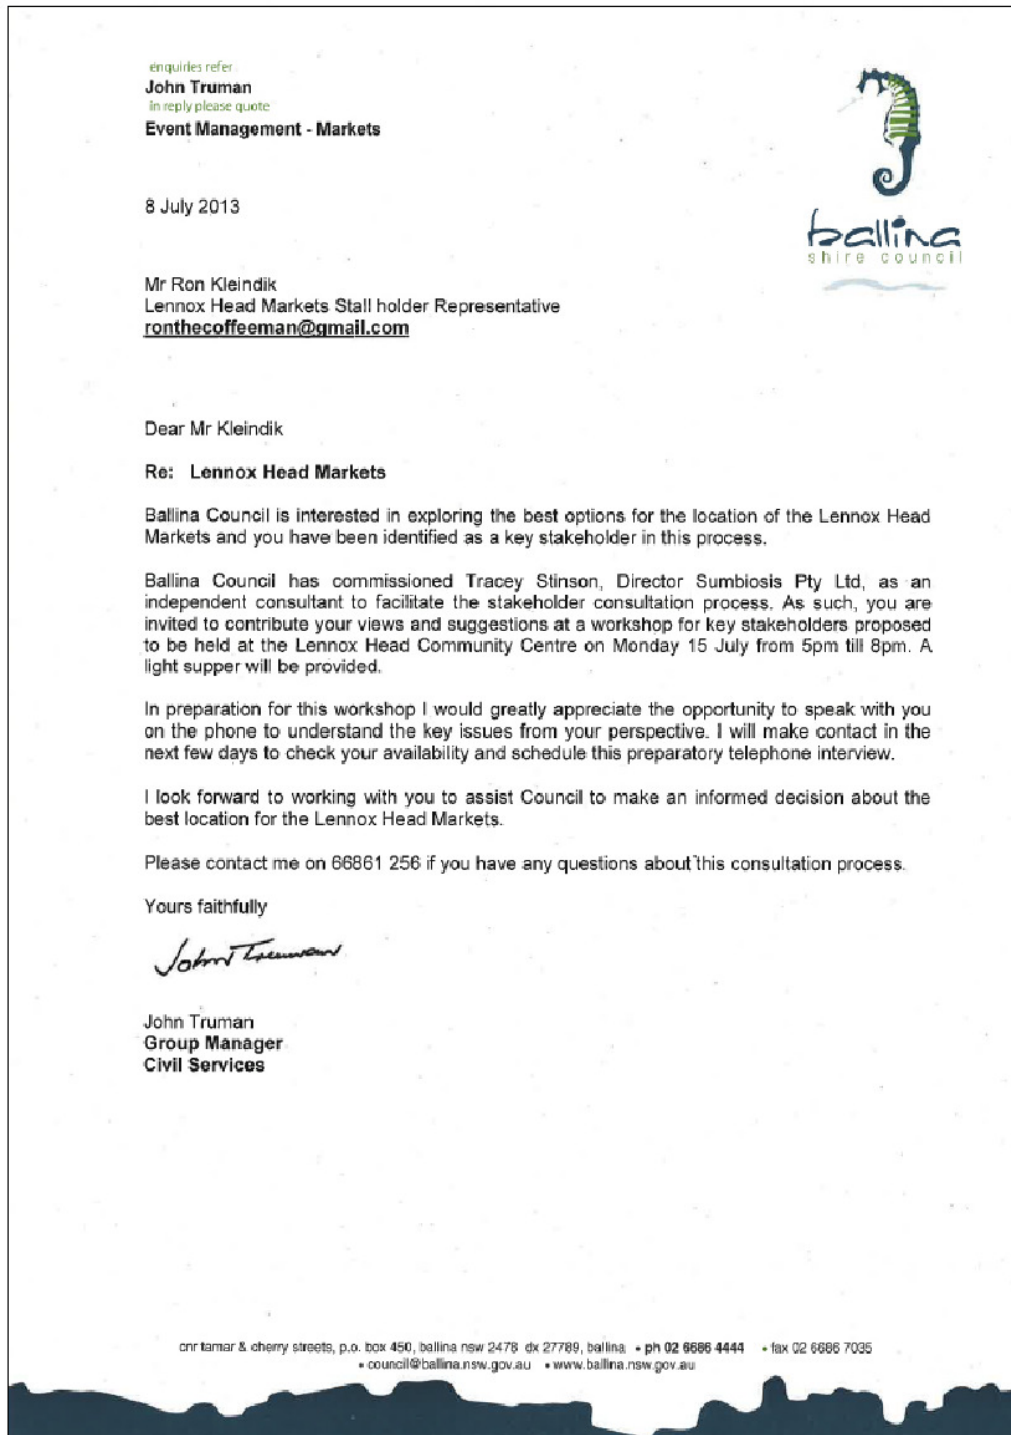 enquiries refer
John Truman
in reply please quote
Event Management - Markets
ballina
shire council
8 July 2013
Mr Ron Kleindik
Lennox Head Markets Stall holder Representative
ronthecoffeeman@gmail.com
Dear Mr Kleindik
Re: Lennox Head Markets
Ballina Council is interested in exploring the best options for the location of the Lennox Head
Markets and you have been identified as a key stakeholder in this process.
Ballina Council has commissioned Tracey Stinson, Director Sumbiosis Pty Ltd, as an
independent consultant to facilitate the stakeholder consultation process. As such, you are
invited to contribute your views and suggestions at a workshop for key stakeholders proposed
to be held at the Lennox Head Community Centre on Monday 15 July from 5pm till 8pm. A
light supper will be provided.
In preparation for this workshop I would greatly appreciate the opportunity to speak with you
on the phone to understand the key issues from your perspective. I will make contact in the
next few days to check your availability and schedule this preparatory telephone interview.
I look forward to working with you to assist Council to make an informed decision about the
best location for the Lennox Head Markets.
Please contact me on 66861 256 if you have any questions about this consultation process.
Yours faithfully
John Truman
John Truman
Group Manager
Civil Services
cnr tamar & cherry streets, p.o. box 450, ballina nsw 2478 dx 27789, ballina • ph 02 6686 4444 • fax 02 6686 7035
• council@ballina.nsw.gov.au • www.ballina.nsw.gov.au